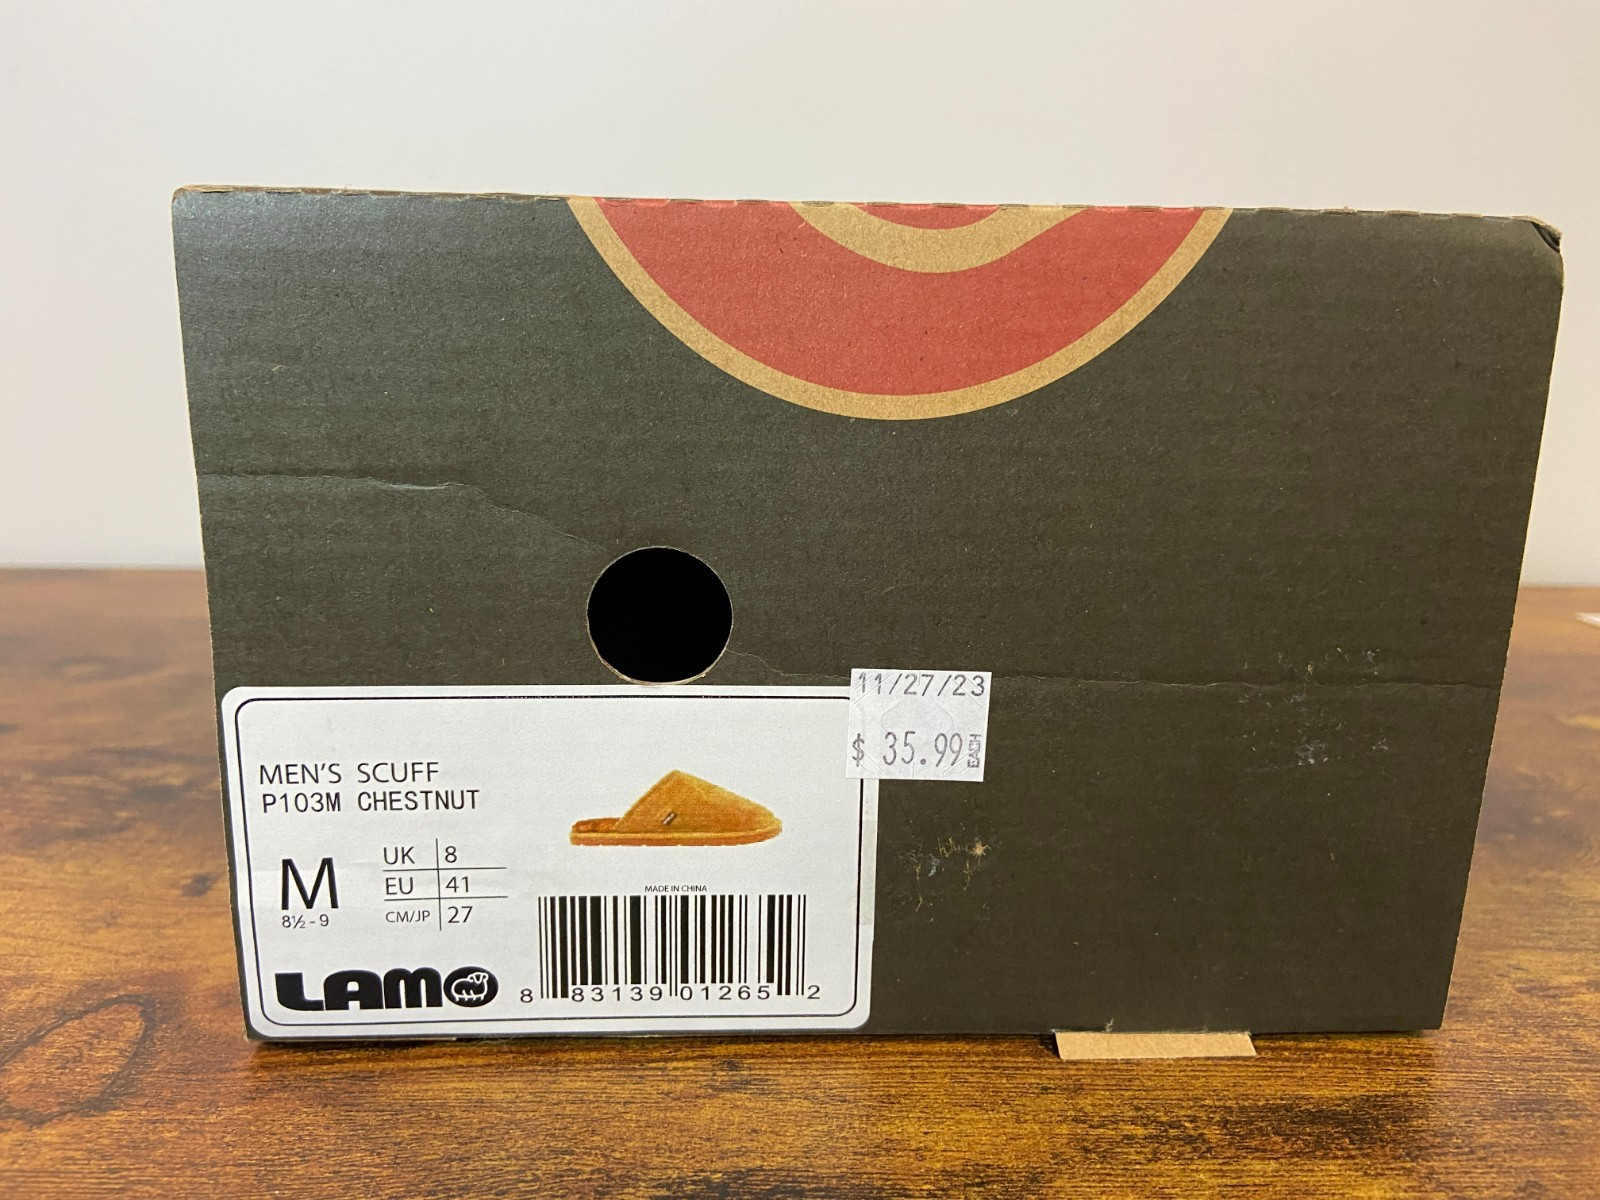 11/27/23
$ 35.99 EACH
MEN'S SCUFF
P103M CHESTNUT
M
8½-9
UK 8
EU 41
CM/JP 27
MADE IN CHINA
LAMO
8 83139 01265 2